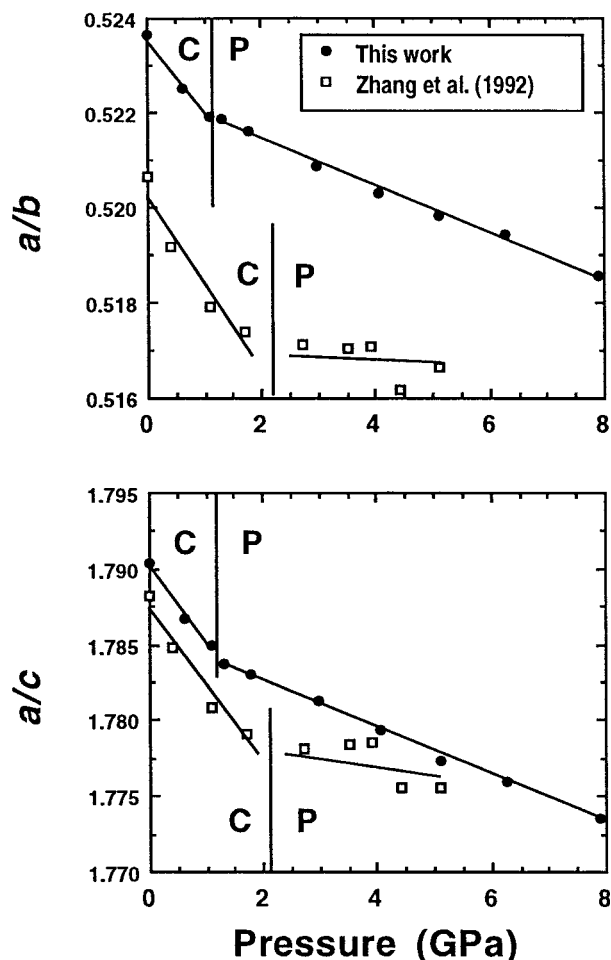 0.524
0.522
0.520
0.518
0.516
a/b
C P
This work
Zhang et al. (1992)
C P
0 2 4 6 8
1.795
1.790
1.785
1.780
1.775
1.770
a/c
C P
C P
0 2 4 6 8
Pressure (GPa)